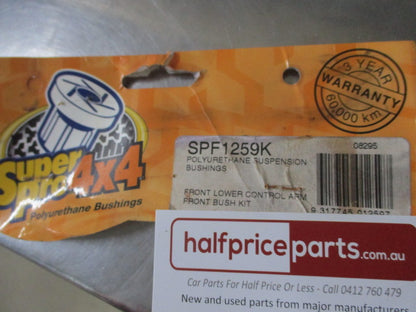 3 YEAR
WARRANTY
60,000 km
SPF1259K
08295
POLYURETHANE SUSPENSION
BUSHINGS
FRONT LOWER CONTROL ARM
FRONT BUSH KIT
Super
pro 4x4
Polyurethane Bushings
halfpriceparts.com.au
Car Parts For Half Price Or Less - Call 0412 760 479
New and used parts from major manufacturers